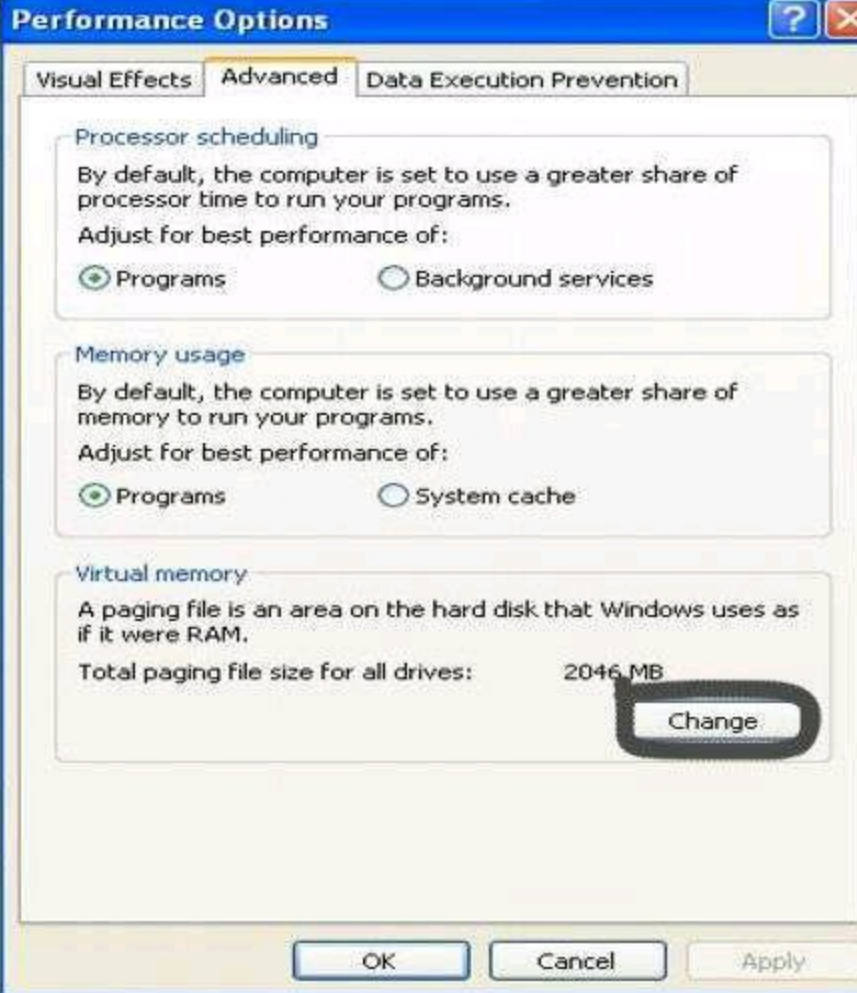 Performance Options
Visual Effects Advanced Data Execution Prevention
Processor scheduling
By default, the computer is set to use a greater share of
processor time to run your programs.
Adjust for best performance of:
Programs Background services
Memory usage
By default, the computer is set to use a greater share of
memory to run your programs.
Adjust for best performance of:
Programs System cache
Virtual memory
A paging file is an area on the hard disk that Windows uses as
if it were RAM.
Total paging file size for all drives: 2046 MB
Change
OK Cancel Apply